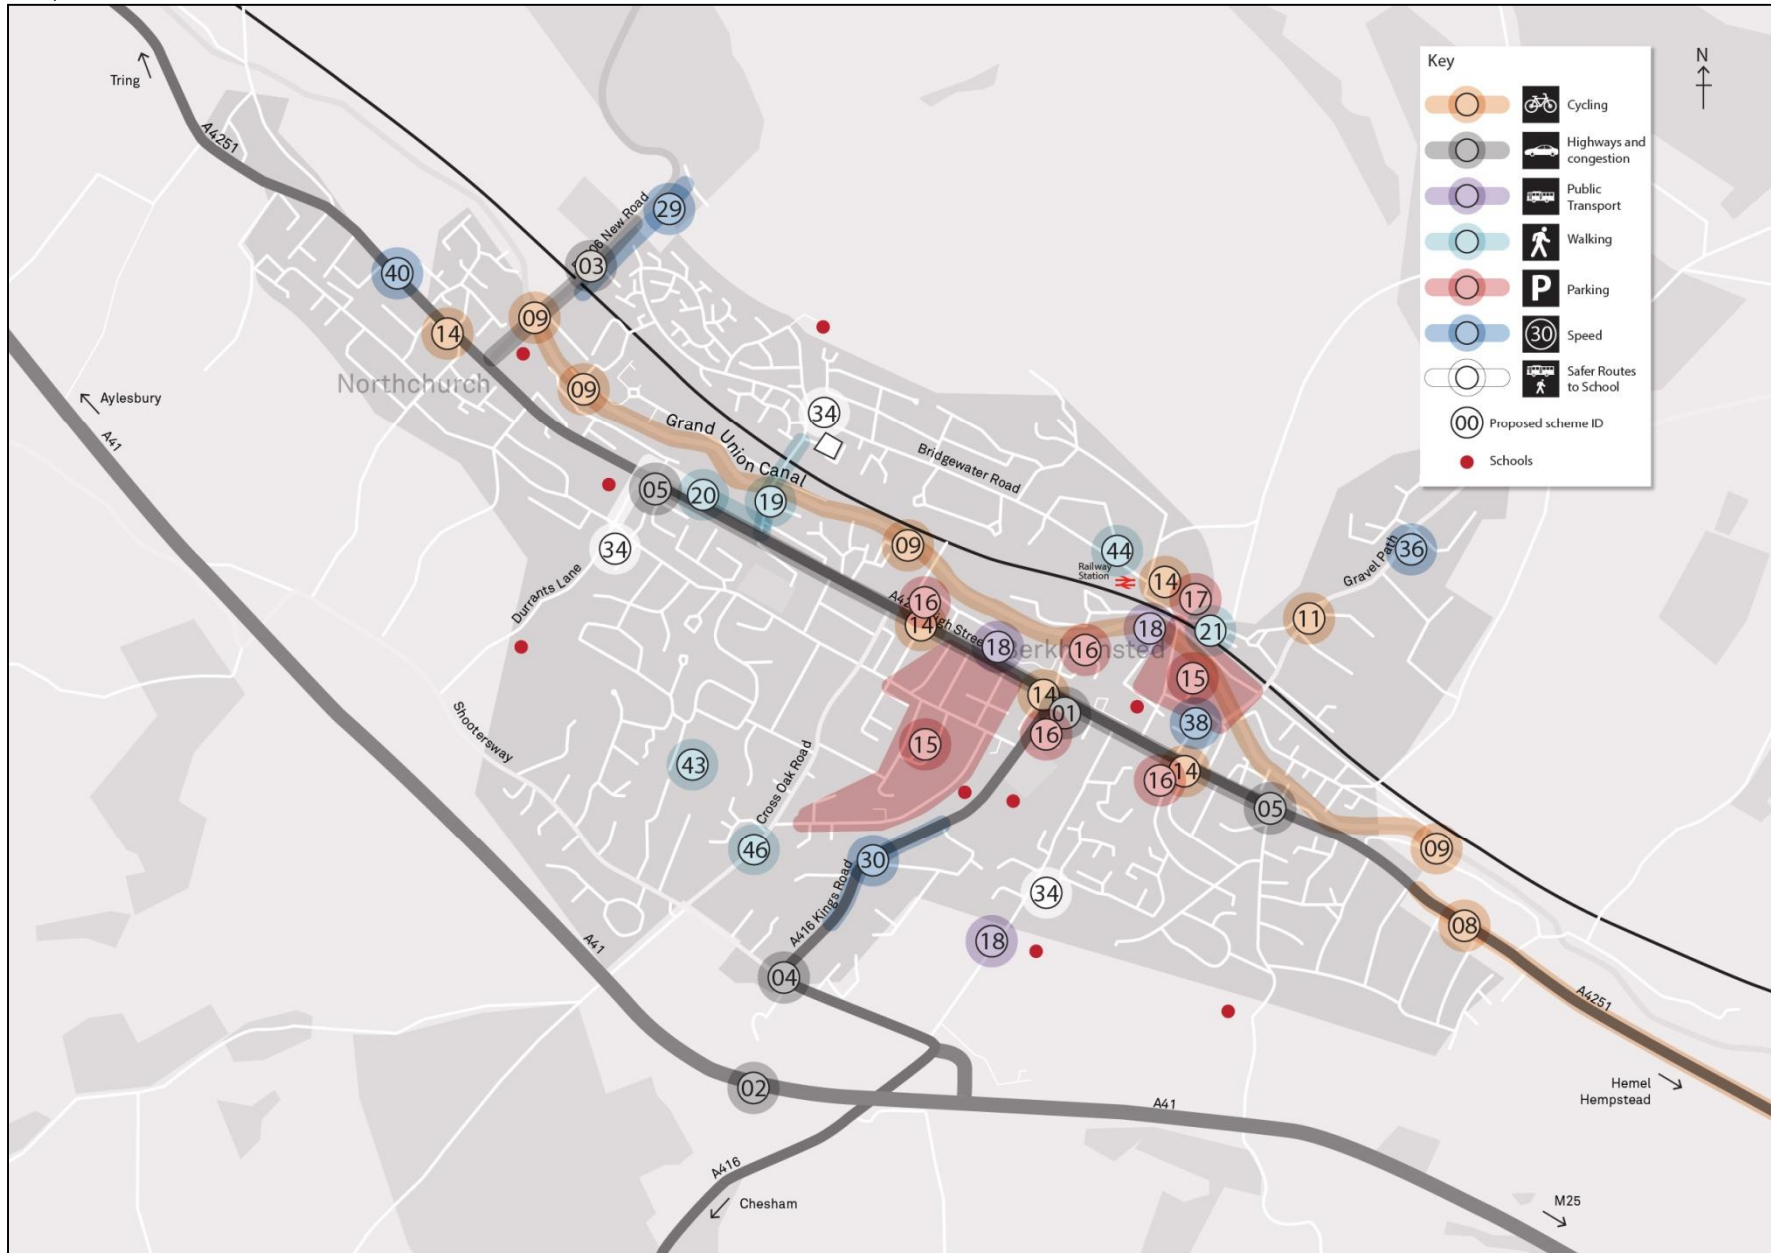 Key
Cycling
Highways and
congestion
Public
Transport
Walking
P
Parking
30
Speed
Safer Routes
to School
00
Proposed scheme ID
Schools
N
Tring
A4251
29
New Road
03
40
14
09
Northchurch
09
34
Aylesbury
A41
Grand Union Canal
Bridgewater Road
05
20
19
34
09
44
Railway
Station
14
17
Gravel Path
36
Durrants Lane
16
14
18
18
21
11
16
15
Shootersway
14
01
16
38
15
43
Cross Oak Road
16
14
05
46
30
09
A416 Kings Road
34
08
A41
18
04
A4251
02
A41
Hemel
Hempstead
A416
Chesham
M25